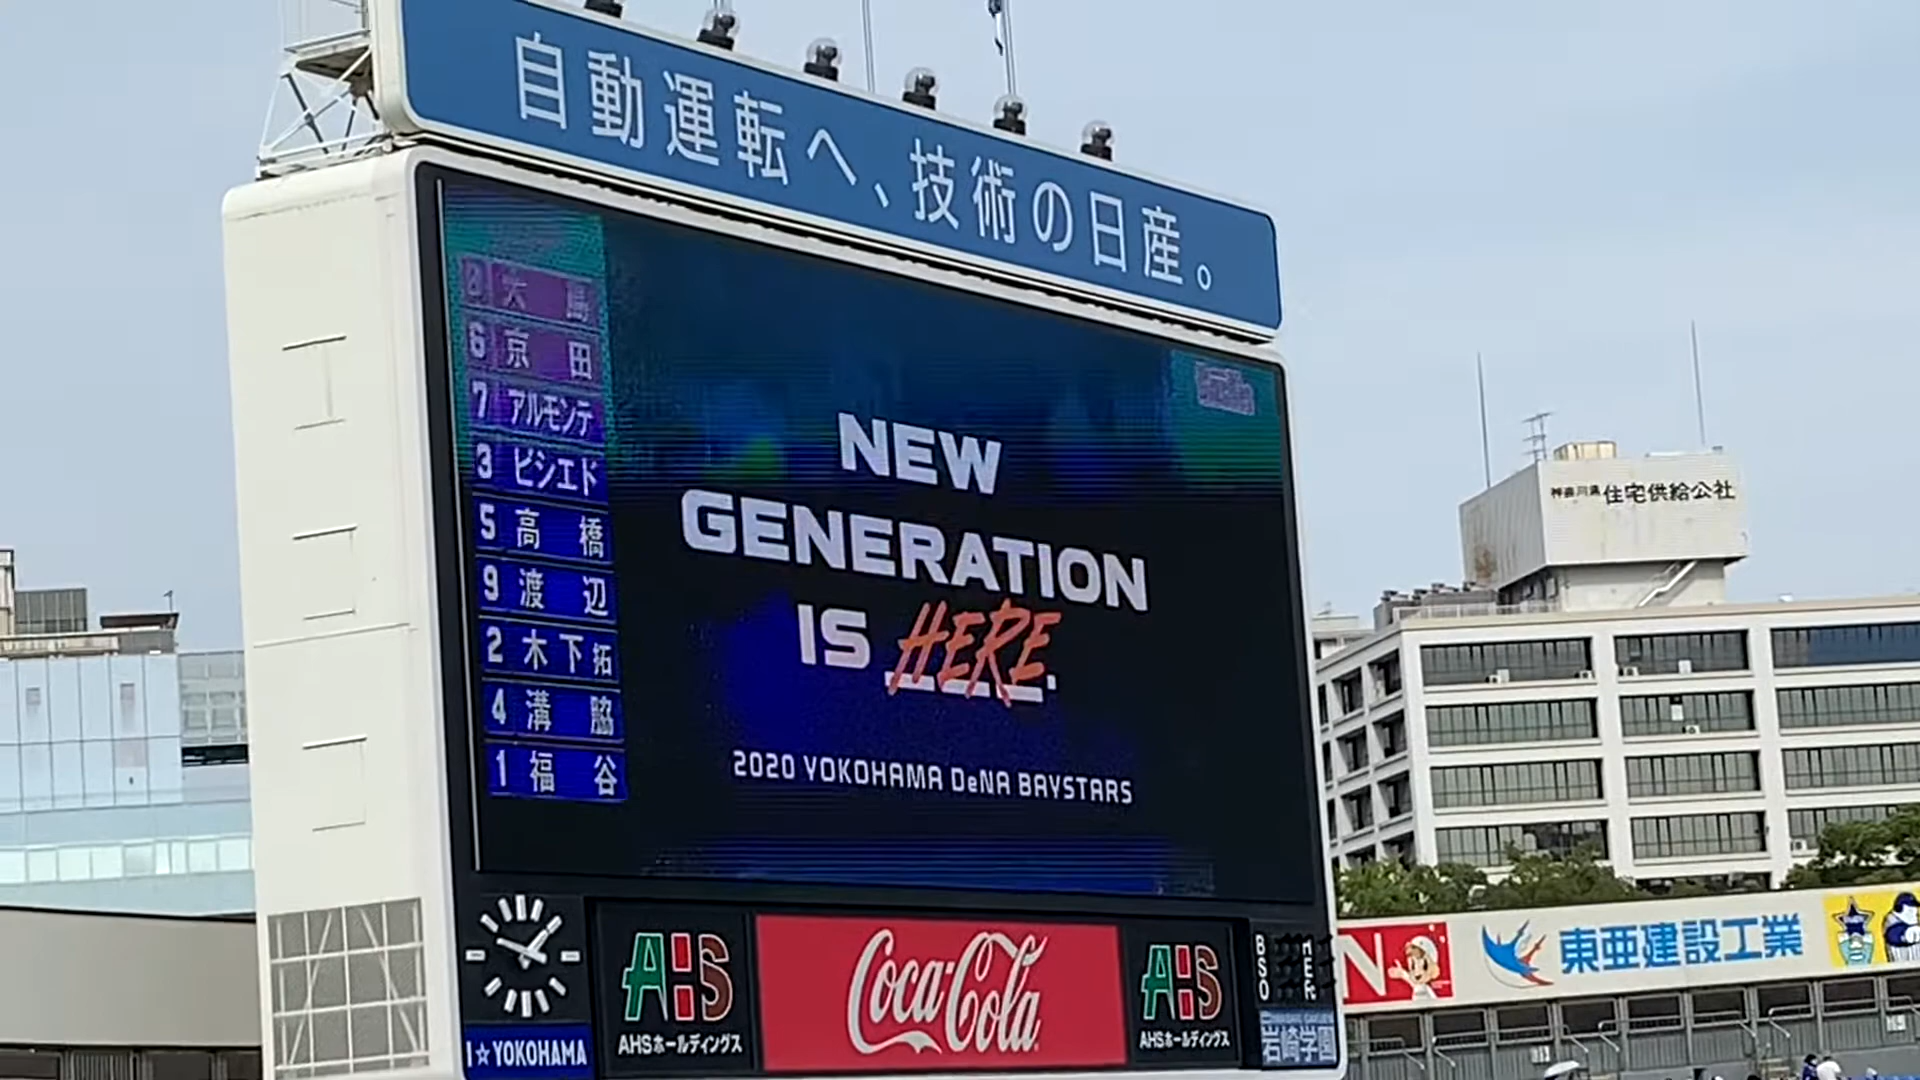 自動運転へ、技術の日産。
8 大島
6 京田
7 アルモンテ
3 ビシエド
5 高橋
9 渡辺
2 木下拓
4 溝脇
1 福谷
NEW
GENERATION
IS HERE.
2020 YOKOHAMA DeNA BAYSTARS
神奈川県住宅供給公社
AHS
AHSホールディングス
Coca-Cola
AHS
AHSホールディングス
B
S
O
H
E
R
I☆YOKOHAMA
岩崎学園
N
東亜建設工業